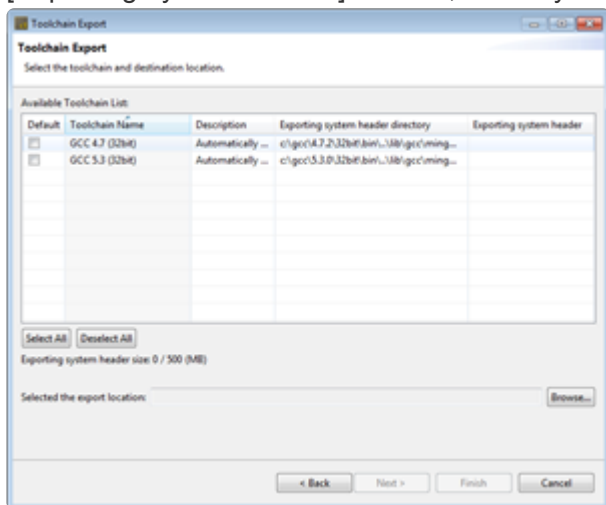 Toolchain Export
Toolchain Export
Select the toolchain and destination location.
Available Toolchain List:
Default Toolchain Name Description Exporting system header directory Exporting system header
GCC 4.7 (32bit) Automatically ... c:\gcc\4.7.2\32bit\bin\..\lib\gcc\ming...
GCC 5.3 (32bit) Automatically ... c:\gcc\5.3.0\32bit\bin\..\lib\gcc\ming...
Select All Deselect All
Exporting system header size: 0 / 500 (MB)
Selected the export location: Browse...
< Back Next > Finish Cancel